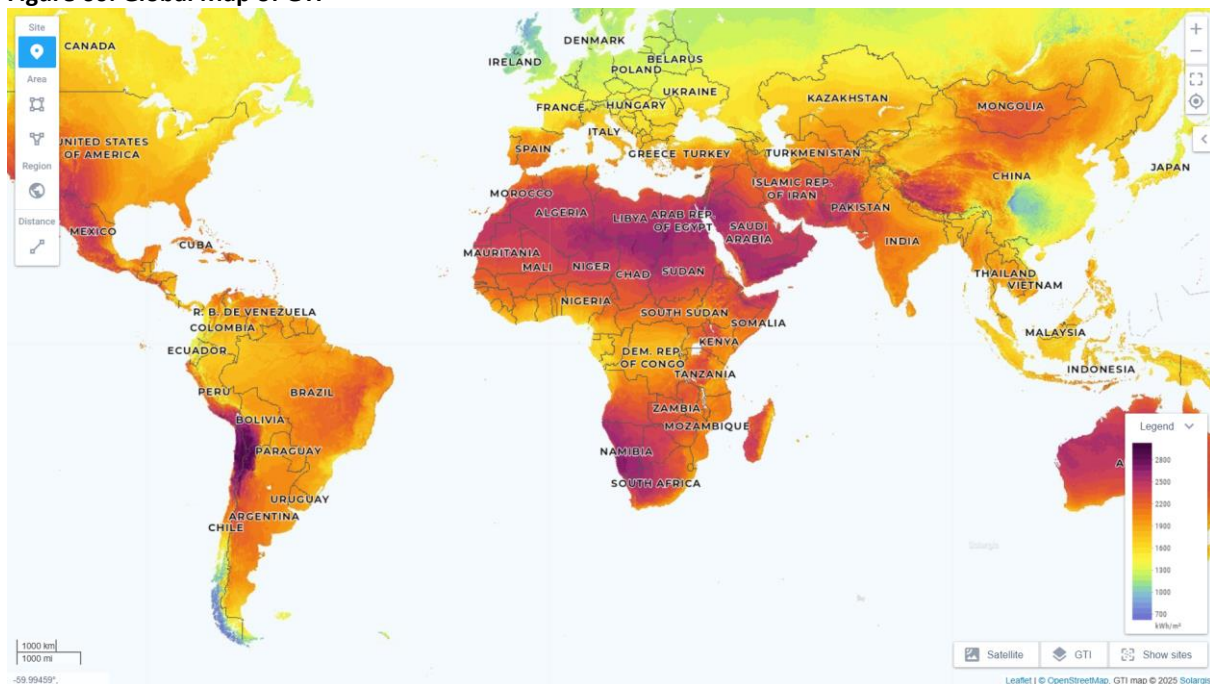 Site
Area
Region
Distance
CANADA
UNITED STATES
OF AMERICA
MEXICO
CUBA
R. B. DE VENEZUELA
COLOMBIA
ECUADOR
PERU
BRAZIL
BOLIVIA
PARAGUAY
URUGUAY
ARGENTINA
CHILE
DENMARK
IRELAND
BELARUS
POLAND
UKRAINE
FRANCE
HUNGARY
ITALY
SPAIN
GREECE
TURKEY
KAZAKHSTAN
MONGOLIA
TURKMENISTAN
CHINA
JAPAN
MOROCCO
ALGERIA
LIBYA
ARAB REP.
OF EGYPT
SAUDI
ARABIA
ISLAMIC REP.
OF IRAN
PAKISTAN
INDIA
MAURITANIA
MALI
NIGER
CHAD
SUDAN
THAILAND
VIETNAM
NIGERIA
SOUTH SUDAN
SOMALIA
MALAYSIA
KENYA
DEM. REP.
OF CONGO
TANZANIA
INDONESIA
ZAMBIA
MOZAMBIQUE
NAMIBIA
SOUTH AFRICA
Legend
2800
2500
2200
1900
1600
1300
1000
700
kWh/m²
Solargis
1000 km
1000 mi
-59.99459°,
Satellite
GTI
Show sites
Leaflet | © OpenStreetMap, GTI map © 2025 Solargis